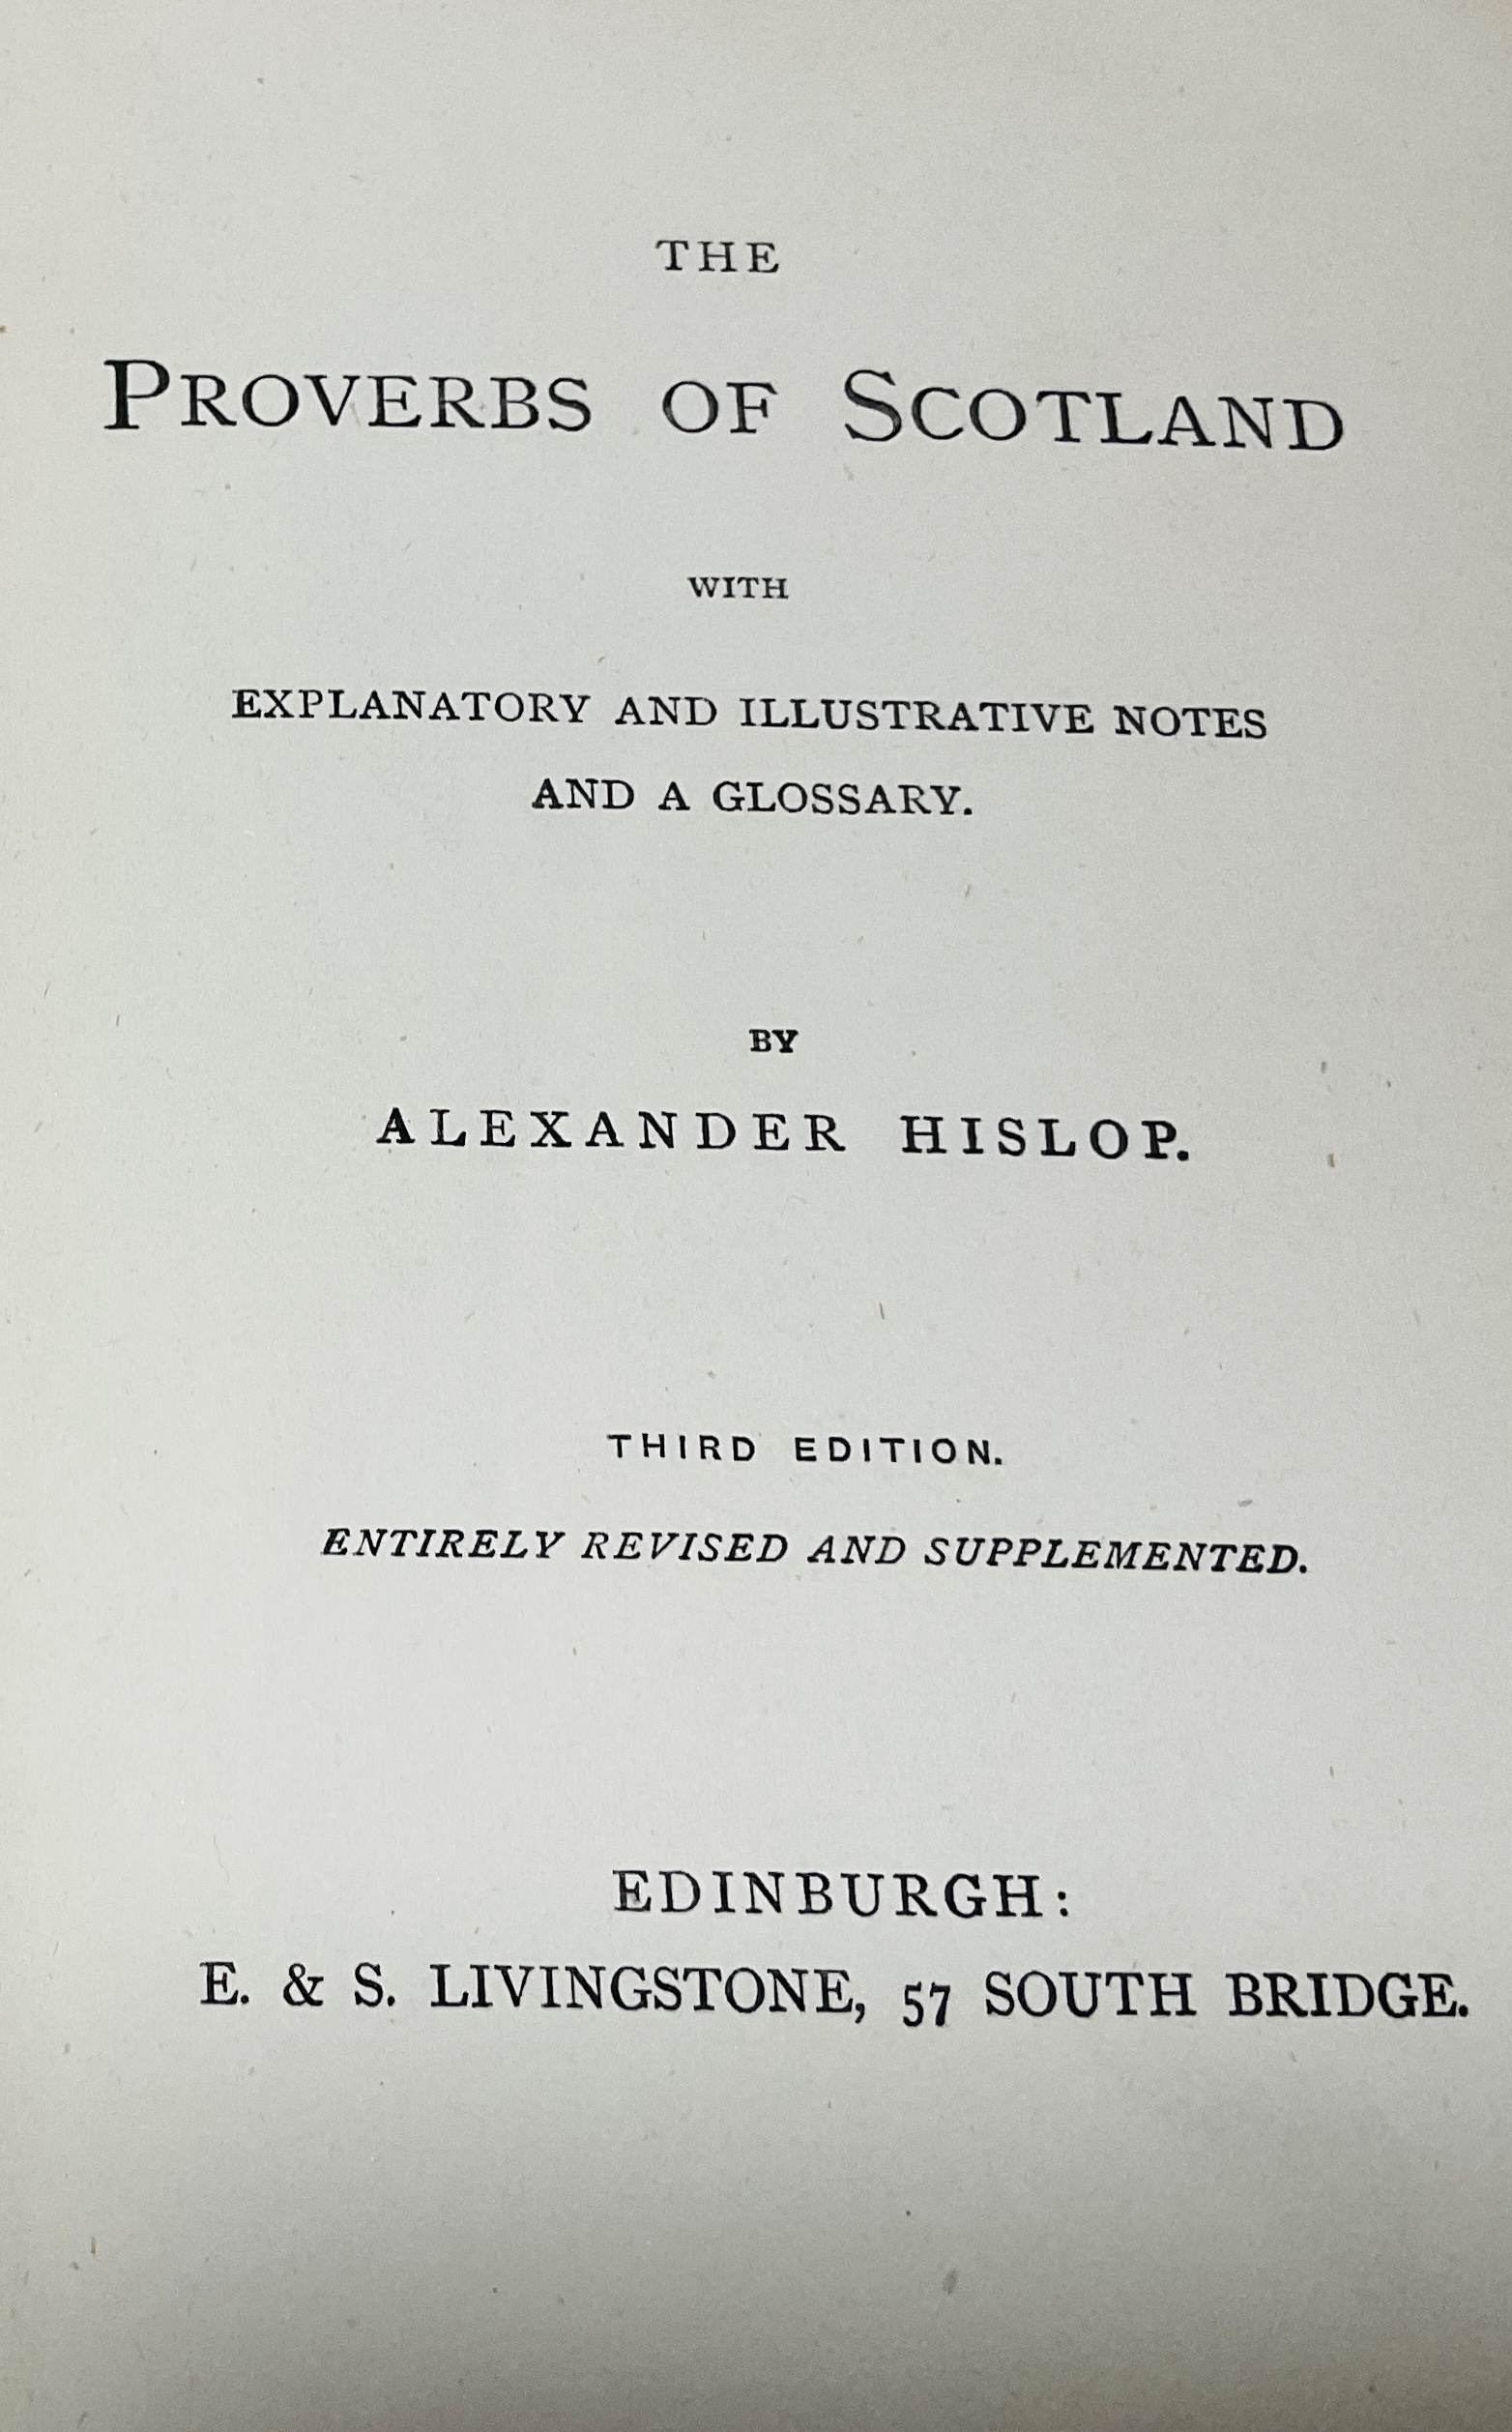 THE
PROVERBS OF SCOTLAND
WITH
EXPLANATORY AND ILLUSTRATIVE NOTES
AND A GLOSSARY.
BY
ALEXANDER HISLOP.
THIRD EDITION.
ENTIRELY REVISED AND SUPPLEMENTED.
EDINBURGH:
E. & S. LIVINGSTONE, 57 SOUTH BRIDGE.